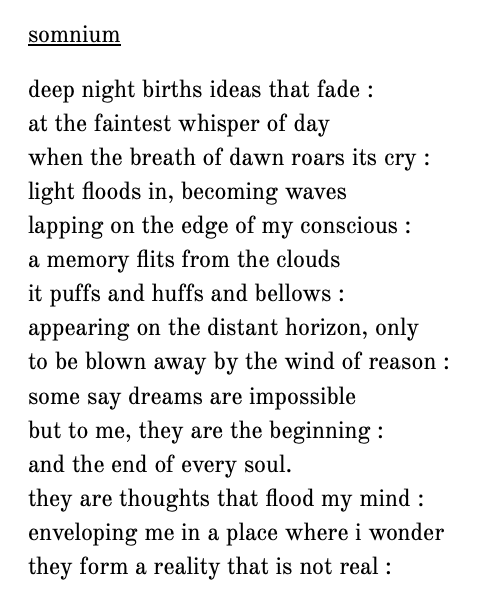 somnium
deep night births ideas that fade :
at the faintest whisper of day
when the breath of dawn roars its cry :
light floods in, becoming waves
lapping on the edge of my conscious :
a memory flits from the clouds
it puffs and huffs and bellows :
appearing on the distant horizon, only
to be blown away by the wind of reason :
some say dreams are impossible
but to me, they are the beginning :
and the end of every soul.
they are thoughts that flood my mind :
enveloping me in a place where i wonder
they form a reality that is not real :